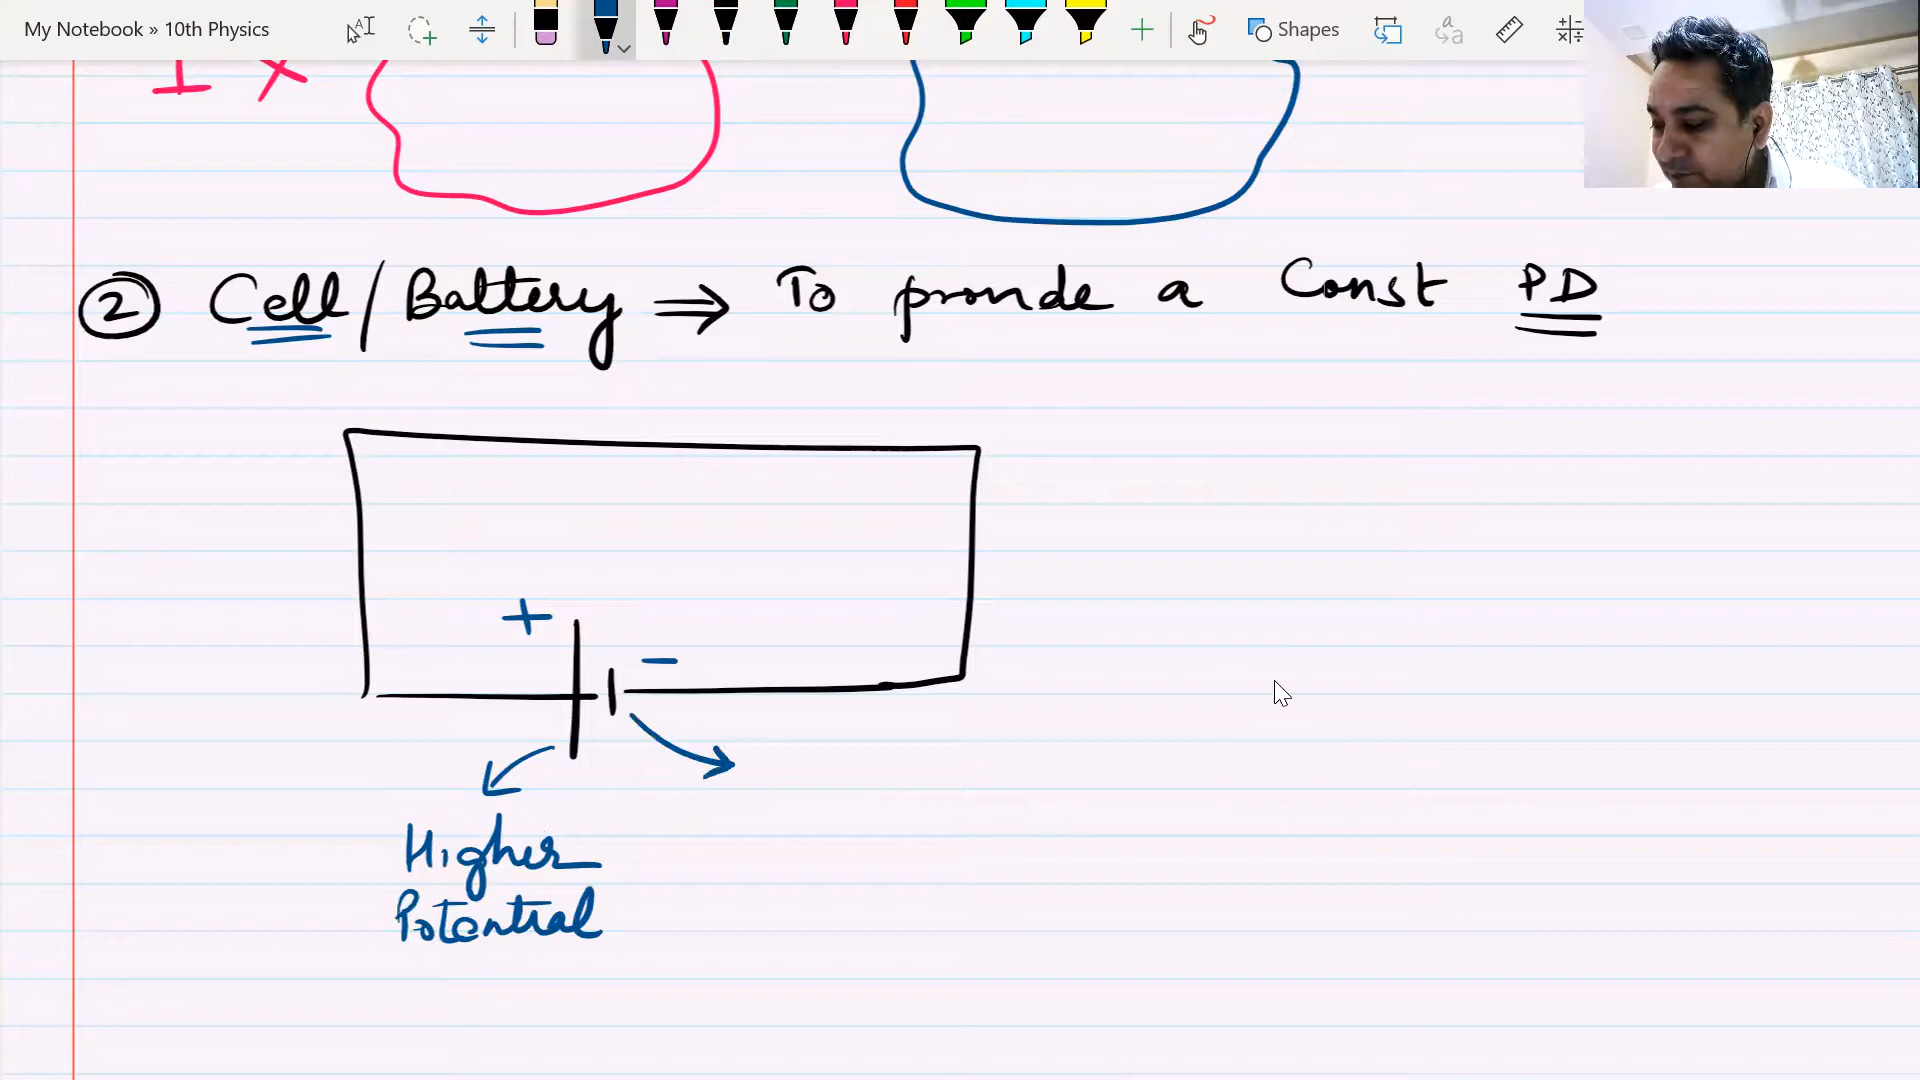 My Notebook » 10th Physics
Shapes
I X
② Cell/Battery ⇒ To provide a Const PD
+
−
Higher
Potential